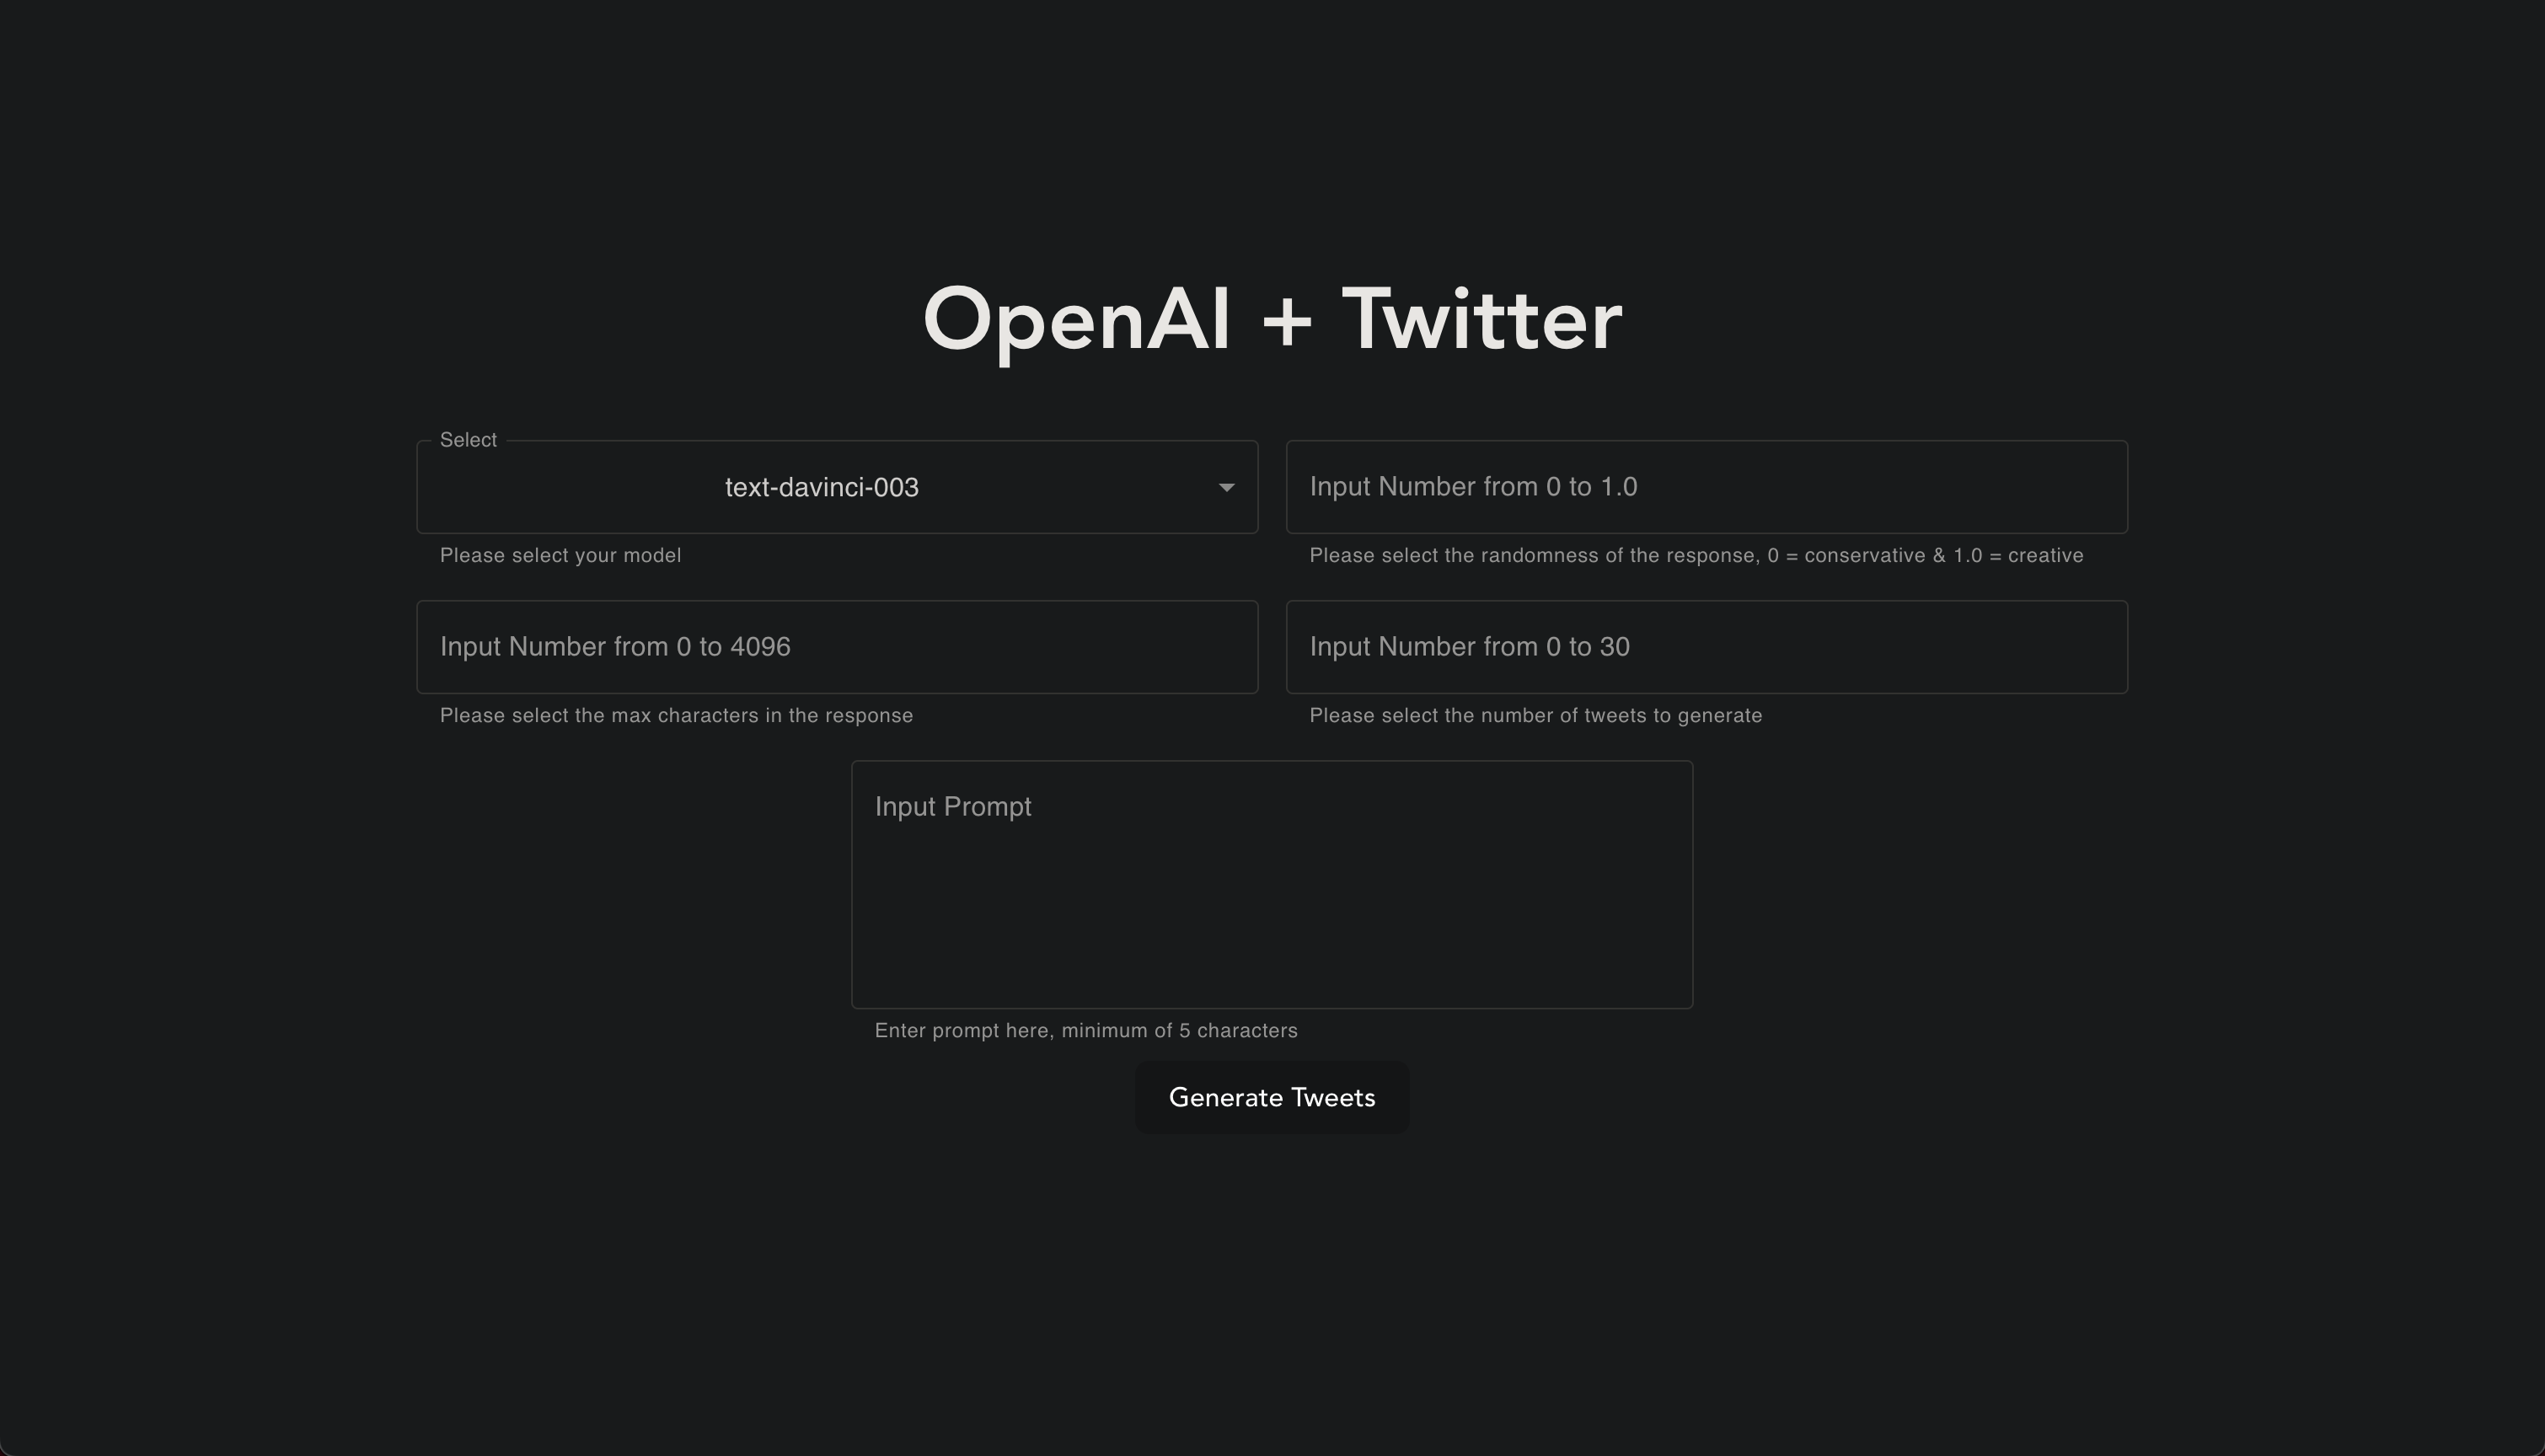 OpenAI + Twitter
Select
text-davinci-003
Please select your model
Input Number from 0 to 1.0
Please select the randomness of the response, 0 = conservative & 1.0 = creative
Input Number from 0 to 4096
Please select the max characters in the response
Input Number from 0 to 30
Please select the number of tweets to generate
Input Prompt
Enter prompt here, minimum of 5 characters
Generate Tweets